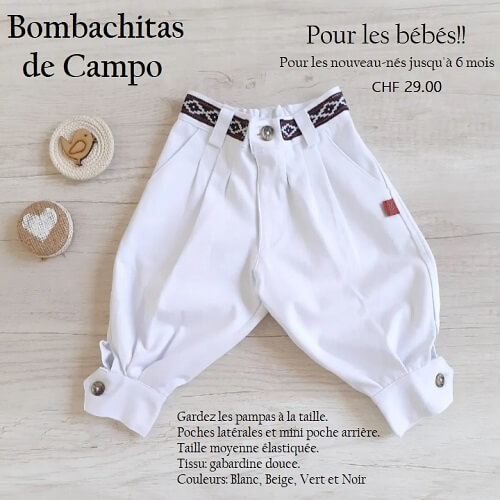 Bombachitas
de Campo
Pour les bébés!!
Pour les nouveau-nés jusqu'à 6 mois
CHF 29.00
Gardez les pampas à la taille.
Poches latérales et mini poche arrière.
Taille moyenne élastiquée.
Tissu: gabardine douce.
Couleurs: Blanc, Beige, Vert et Noir